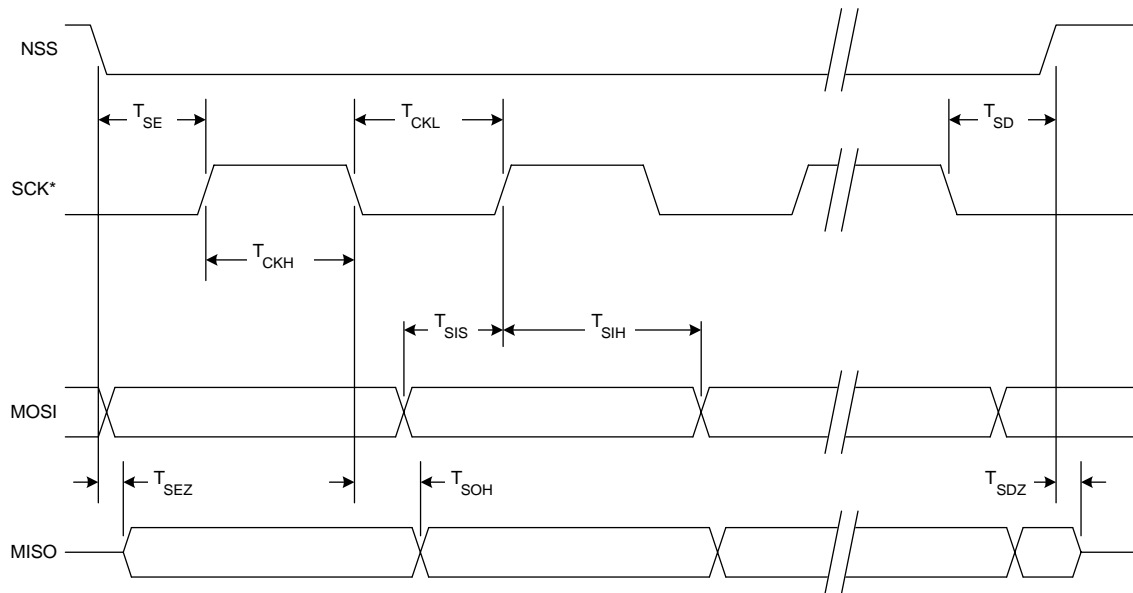 NSS
T_SE
T_CKL
T_SD
SCK*
T_CKH
T_SIS
T_SIH
MOSI
T_SEZ
T_SOH
T_SDZ
MISO